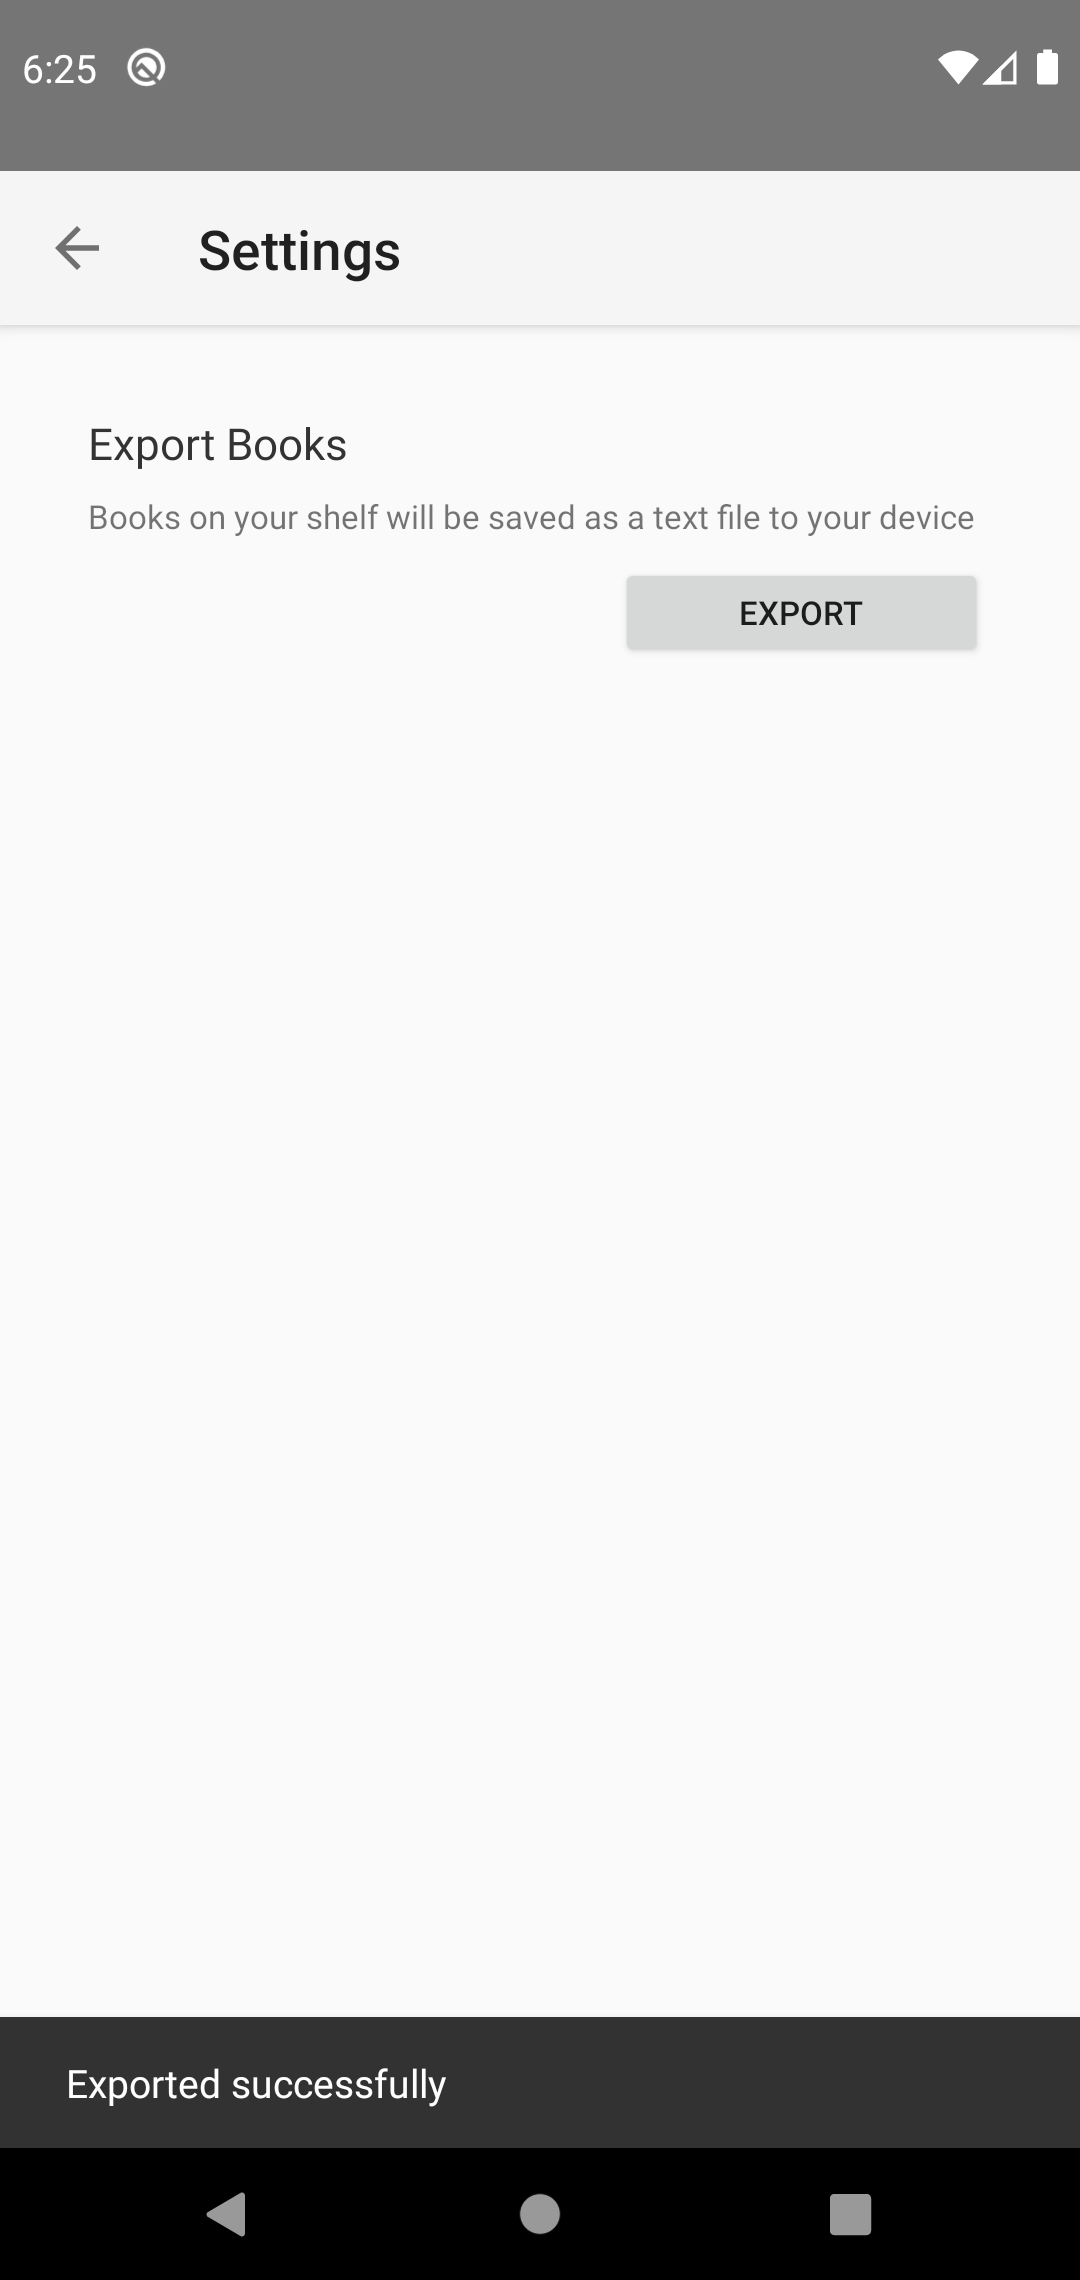 6:25
Settings
Export Books
Books on your shelf will be saved as a text file to your device
EXPORT
Exported successfully